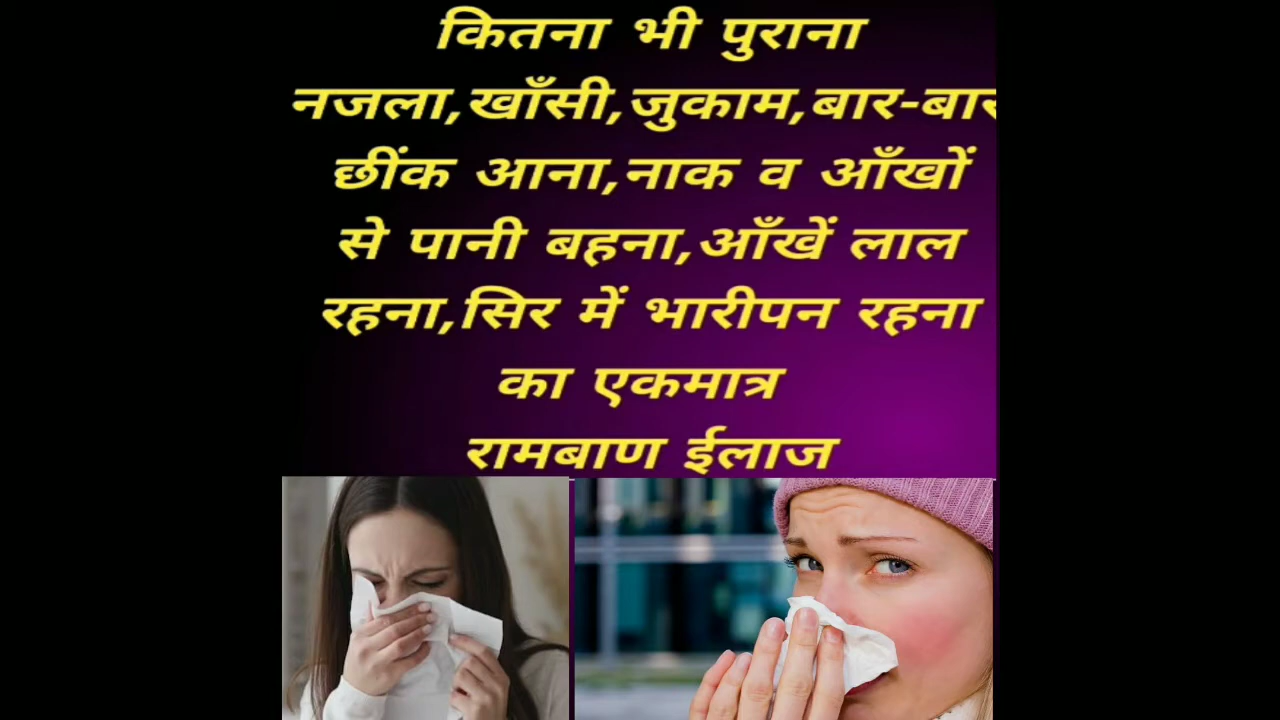 कितना भी पुराना
नजला,खाँसी,जुकाम,बार-बार
छींक आना,नाक व आँखों
से पानी बहना,आँखें लाल
रहना,सिर में भारीपन रहना
का एकमात्र
रामबाण ईलाज